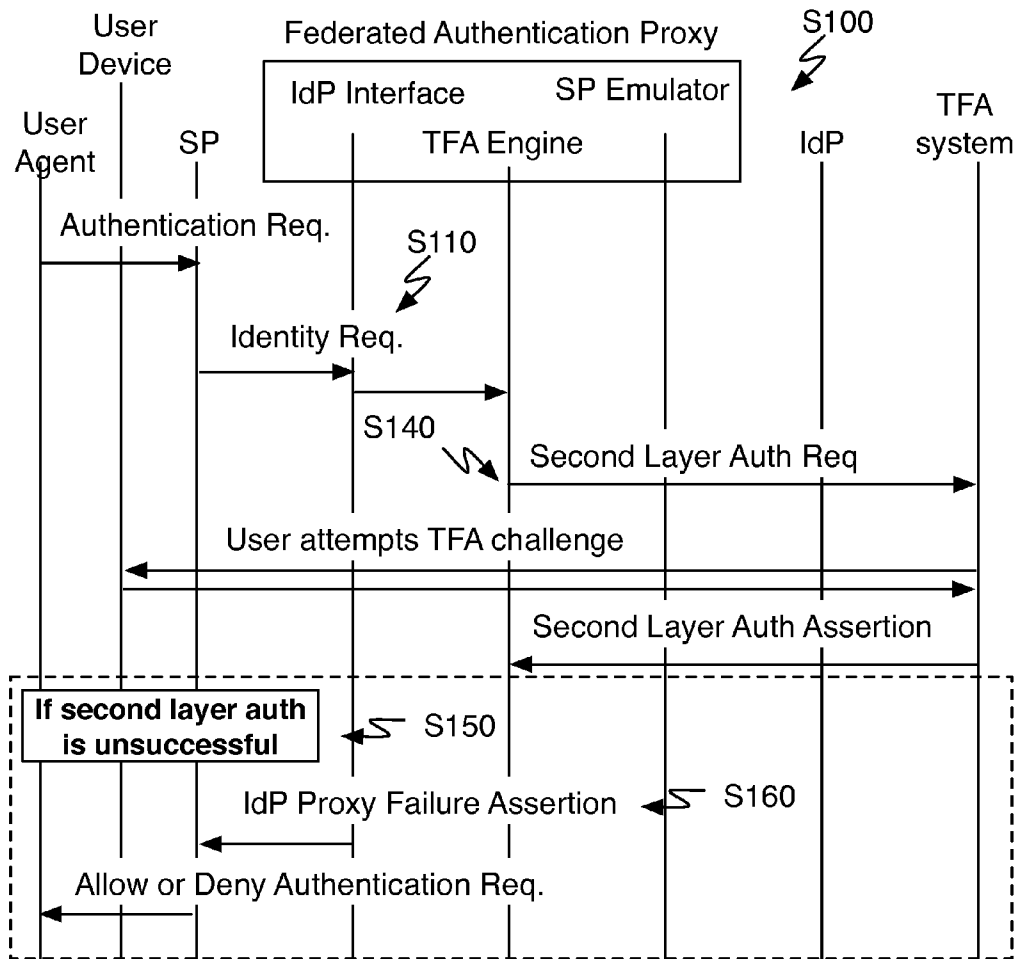 User
Device
Federated Authentication Proxy
S100
IdP Interface
SP Emulator
TFA
system
User
Agent
SP
TFA Engine
IdP
Authentication Req.
S110
Identity Req.
S140
Second Layer Auth Req
User attempts TFA challenge
Second Layer Auth Assertion
If second layer auth
is unsuccessful
S150
IdP Proxy Failure Assertion
S160
Allow or Deny Authentication Req.